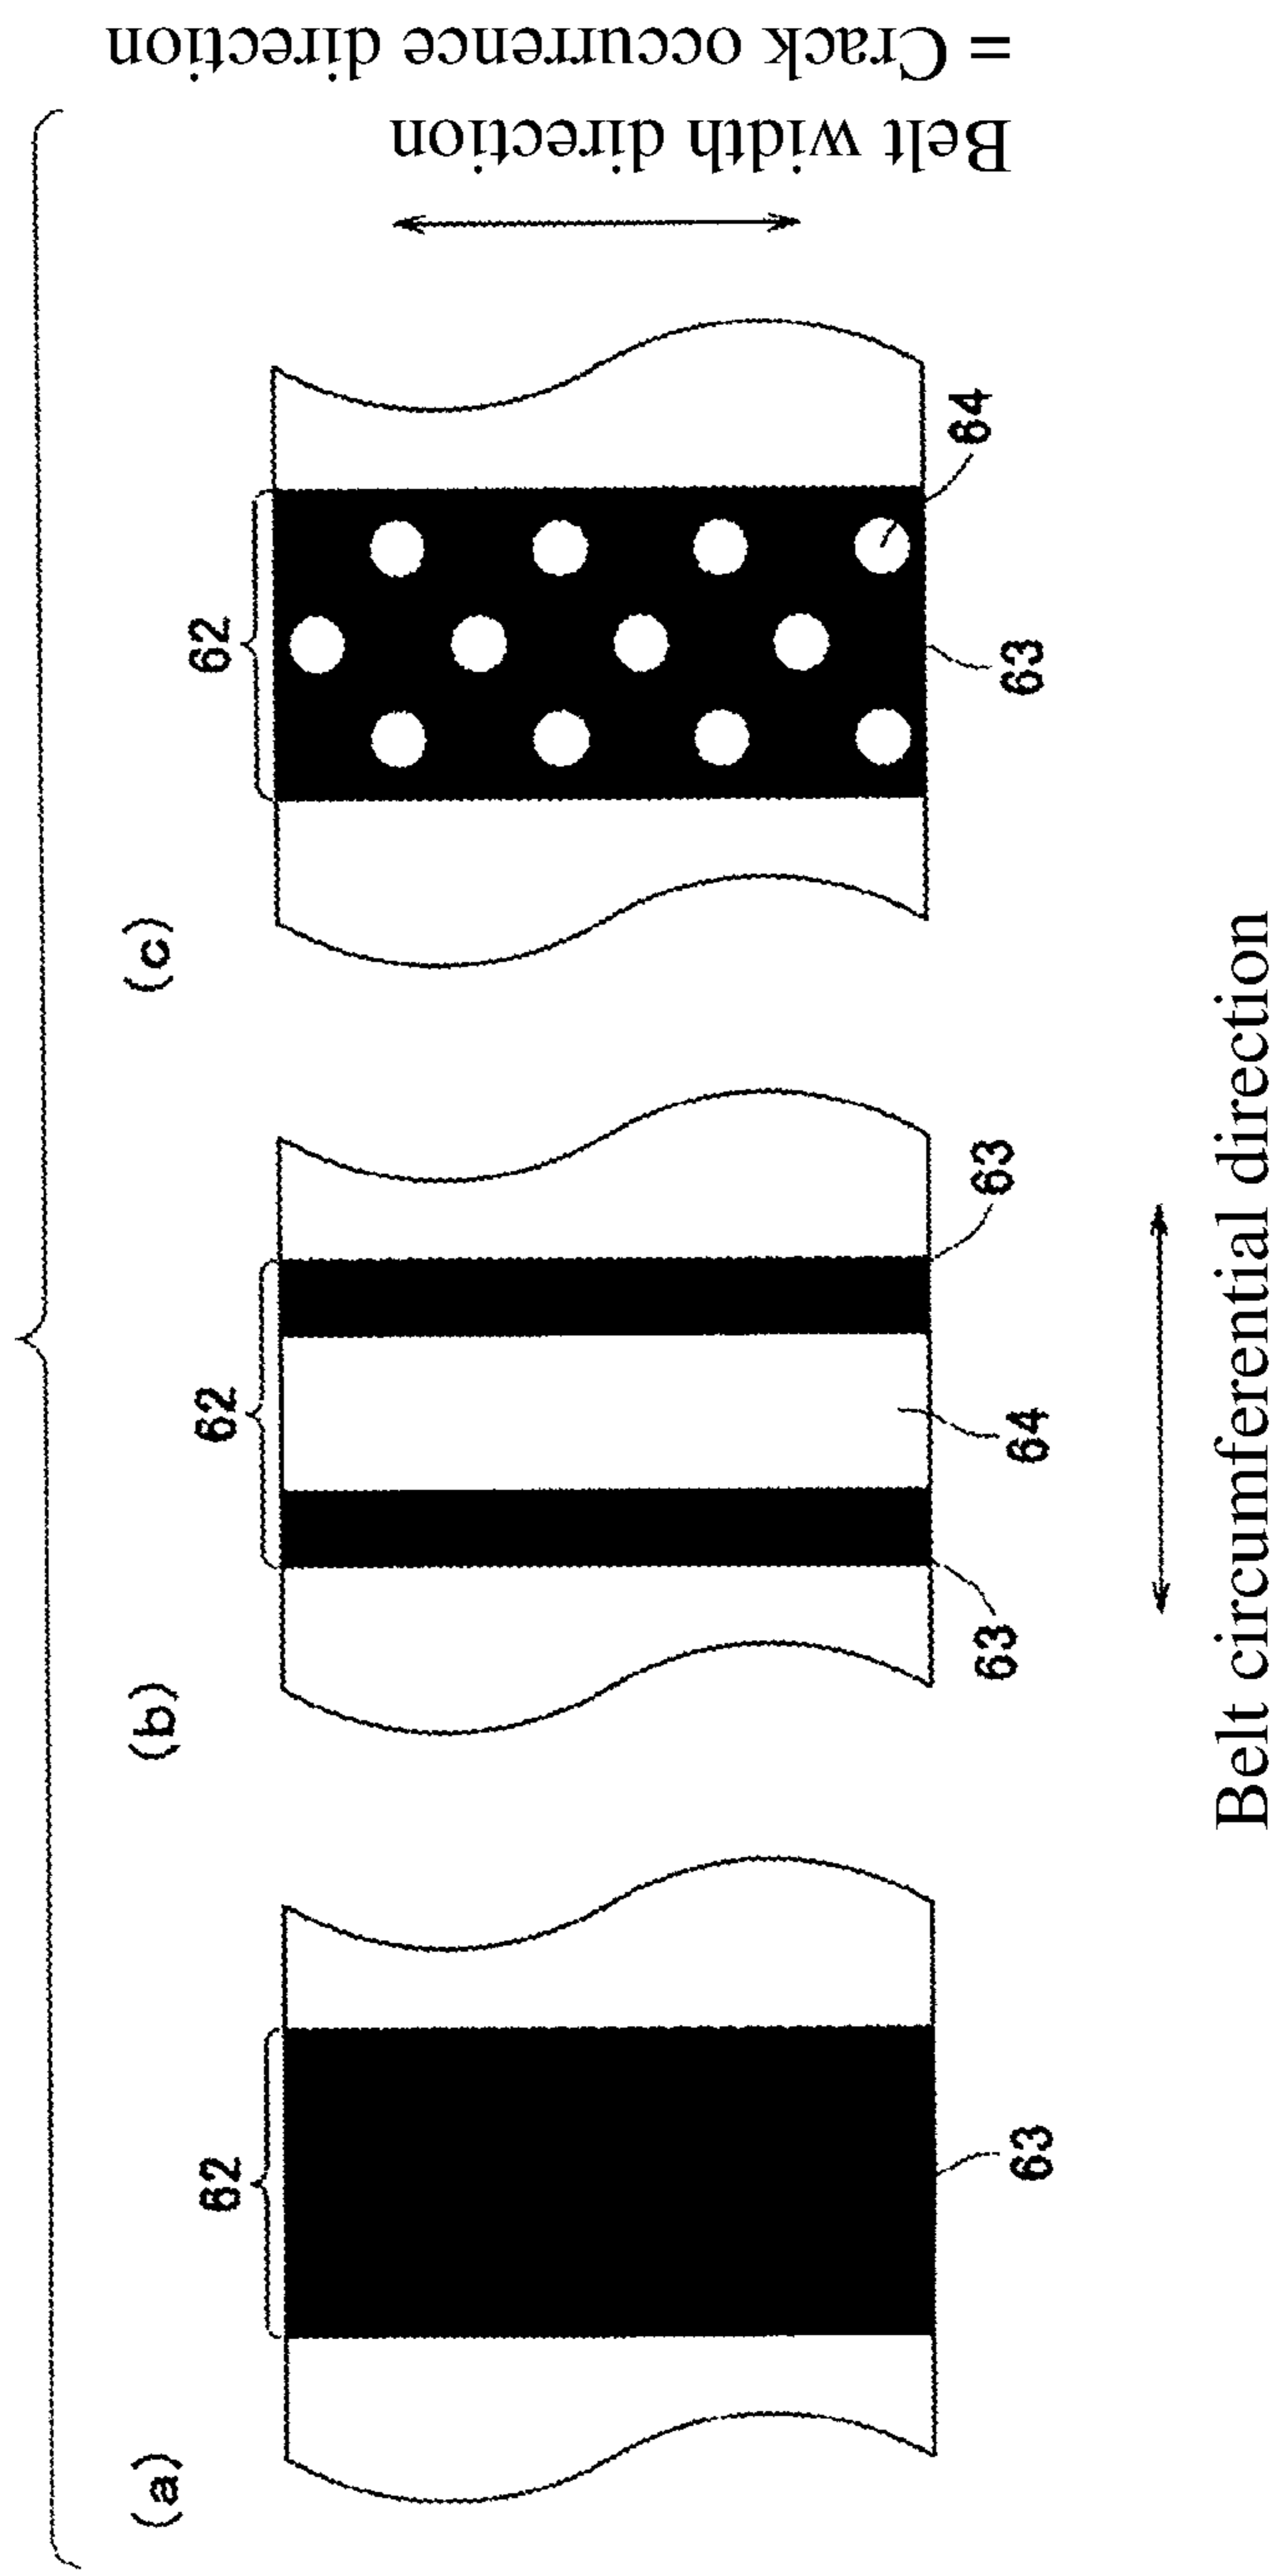 (a)
62
63
(b)
62
63
64
63
(c)
62
63
64
Belt width direction
= Crack occurrence direction
Belt circumferential direction